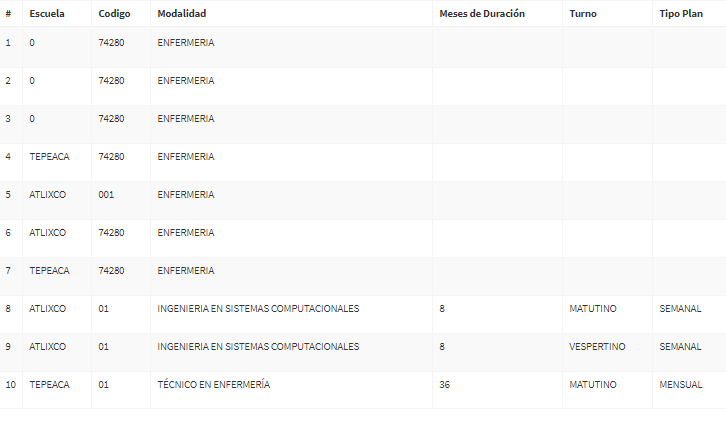 # Escuela Codigo Modalidad Meses de Duración Turno Tipo Plan
1 0 74280 ENFERMERIA
2 0 74280 ENFERMERIA
3 0 74280 ENFERMERIA
4 TEPEACA 74280 ENFERMERIA
5 ATLIXCO 001 ENFERMERIA
6 ATLIXCO 74280 ENFERMERIA
7 TEPEACA 74280 ENFERMERIA
8 ATLIXCO 01 INGENIERIA EN SISTEMAS COMPUTACIONALES 8 MATUTINO SEMANAL
9 ATLIXCO 01 INGENIERIA EN SISTEMAS COMPUTACIONALES 8 VESPERTINO SEMANAL
10 TEPEACA 01 TÉCNICO EN ENFERMERÍA 36 MATUTINO MENSUAL